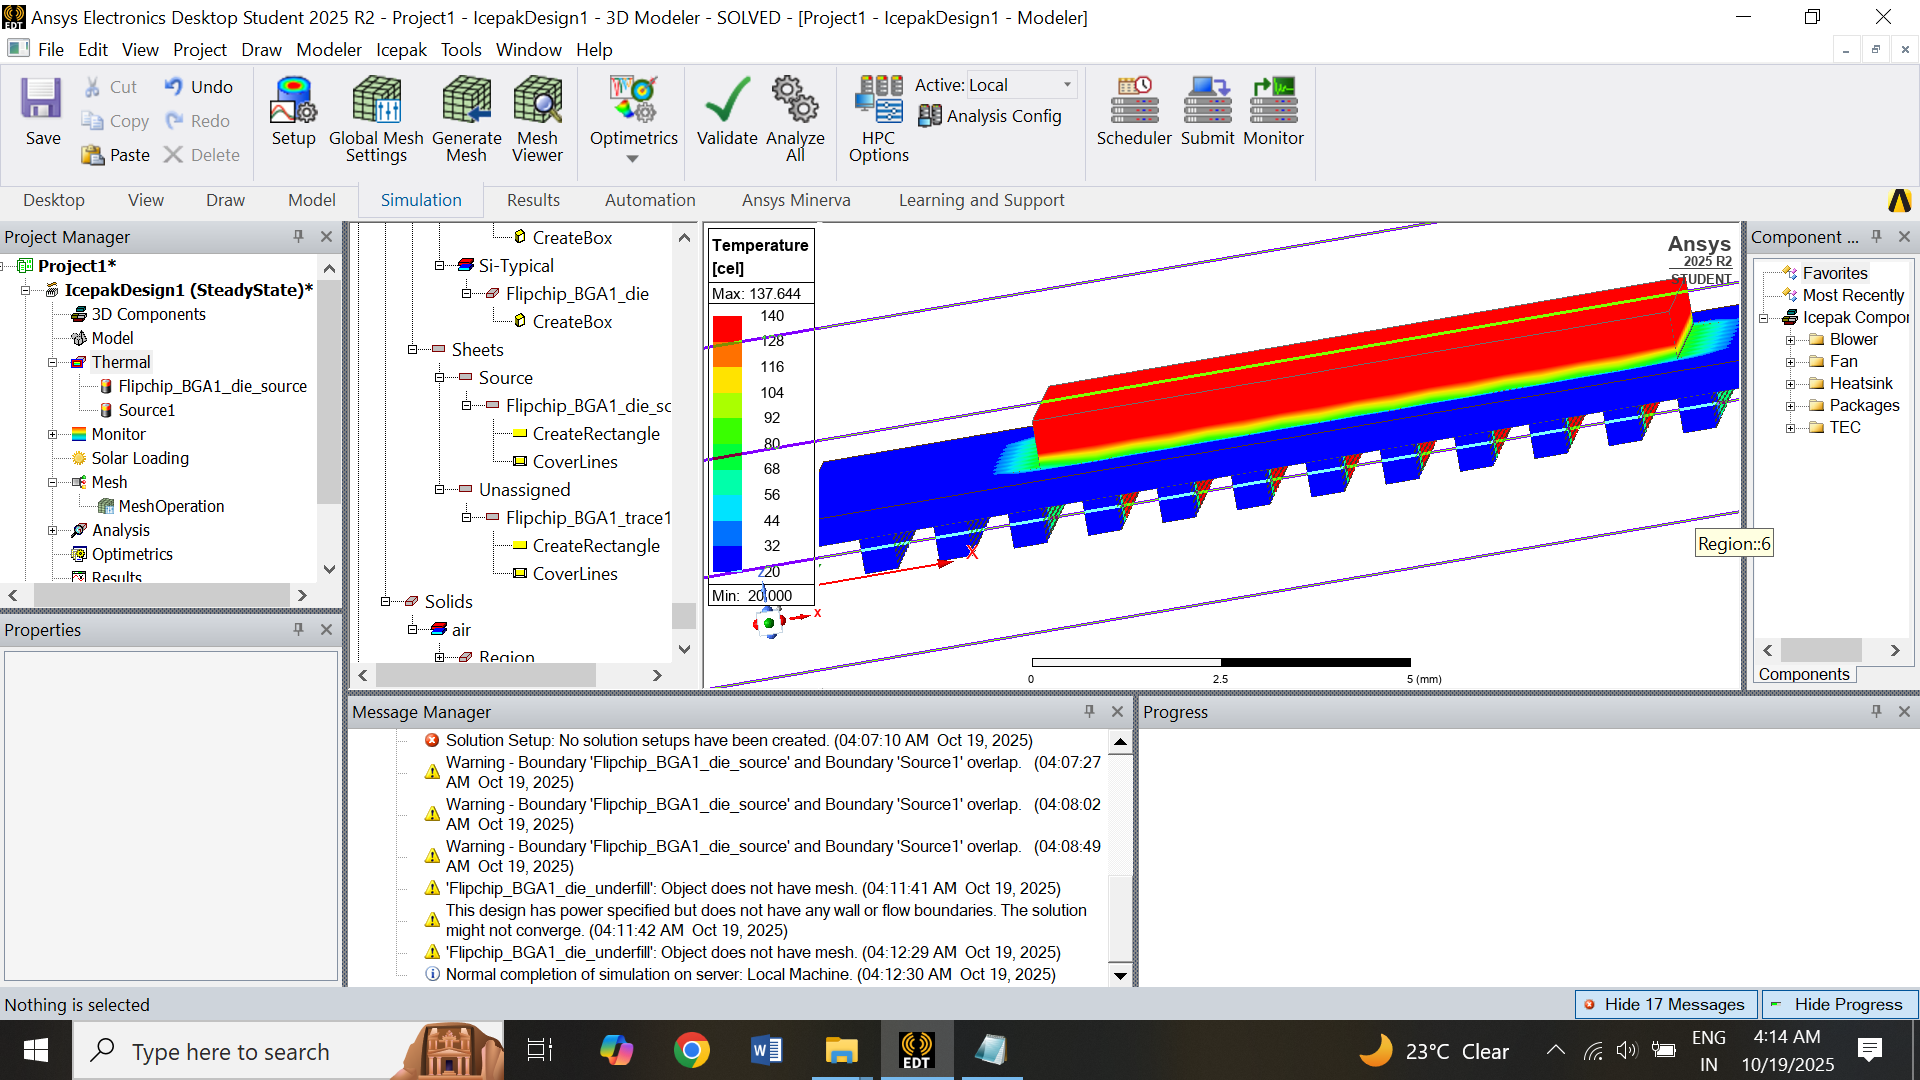 Ansys Electronics Desktop Student 2025 R2 - Project1 - IcepakDesign1 - 3D Modeler - SOLVED - [Project1 - IcepakDesign1 - Modeler]
File Edit View Project Draw Modeler Icepak Tools Window Help
Save
Cut
Copy
Paste
Undo
Redo
Delete
Setup
Global Mesh
Settings
Generate
Mesh
Mesh
Viewer
Optimetrics
Validate
Analyze
All
HPC
Options
Active: Local
Analysis Config
Scheduler
Submit
Monitor
Desktop View Draw Model Simulation Results Automation Ansys Minerva Learning and Support
Project Manager
Project1*
IcepakDesign1 (SteadyState)*
3D Components
Model
Thermal
Flipchip_BGA1_die_source
Source1
Monitor
Solar Loading
Mesh
MeshOperation
Analysis
Optimetrics
Results
Properties
CreateBox
Si-Typical
Flipchip_BGA1_die
CreateBox
Sheets
Source
Flipchip_BGA1_die_sc
CreateRectangle
CoverLines
Unassigned
Flipchip_BGA1_trace1
CreateRectangle
CoverLines
Solids
air
Region
Temperature
[cel]
Max: 137.644
140
128
116
104
92
80
68
56
44
32
20
Min: 20.000
Z
X
X
Ansys
2025 R2
STUDENT
0 2.5 5 (mm)
Region::6
Component ...
Favorites
Most Recently
Icepak Compor
Blower
Fan
Heatsink
Packages
TEC
Components
Message Manager
Solution Setup: No solution setups have been created. (04:07:10 AM Oct 19, 2025)
Warning - Boundary 'Flipchip_BGA1_die_source' and Boundary 'Source1' overlap. (04:07:27
AM Oct 19, 2025)
Warning - Boundary 'Flipchip_BGA1_die_source' and Boundary 'Source1' overlap. (04:08:02
AM Oct 19, 2025)
Warning - Boundary 'Flipchip_BGA1_die_source' and Boundary 'Source1' overlap. (04:08:49
AM Oct 19, 2025)
'Flipchip_BGA1_die_underfill': Object does not have mesh. (04:11:41 AM Oct 19, 2025)
This design has power specified but does not have any wall or flow boundaries. The solution
might not converge. (04:11:42 AM Oct 19, 2025)
'Flipchip_BGA1_die_underfill': Object does not have mesh. (04:12:29 AM Oct 19, 2025)
Normal completion of simulation on server: Local Machine. (04:12:30 AM Oct 19, 2025)
Progress
Nothing is selected
Hide 17 Messages
Hide Progress
Type here to search
EDT
23°C Clear
ENG
IN
4:14 AM
10/19/2025